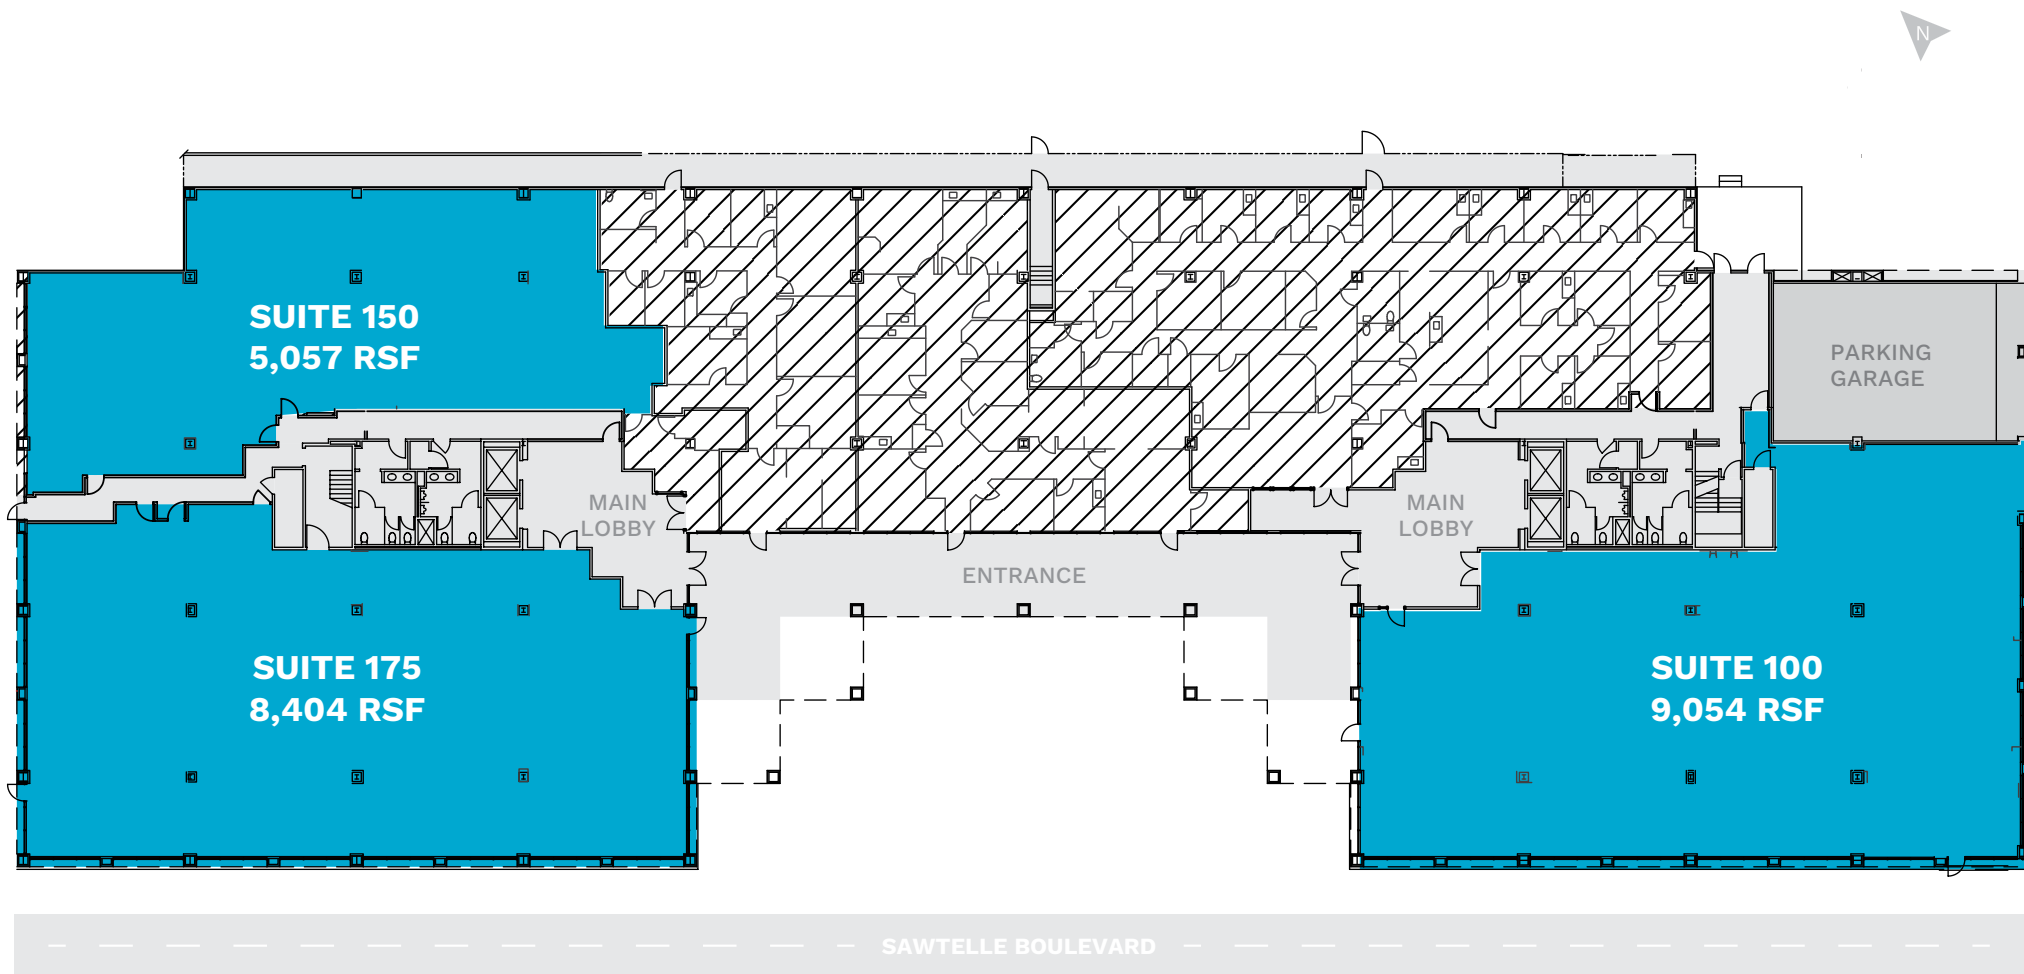 N
SUITE 150
5,057 RSF
PARKING
GARAGE
MAIN
LOBBY
MAIN
LOBBY
ENTRANCE
SUITE 175
8,404 RSF
SUITE 100
9,054 RSF
SAWTELLE BOULEVARD